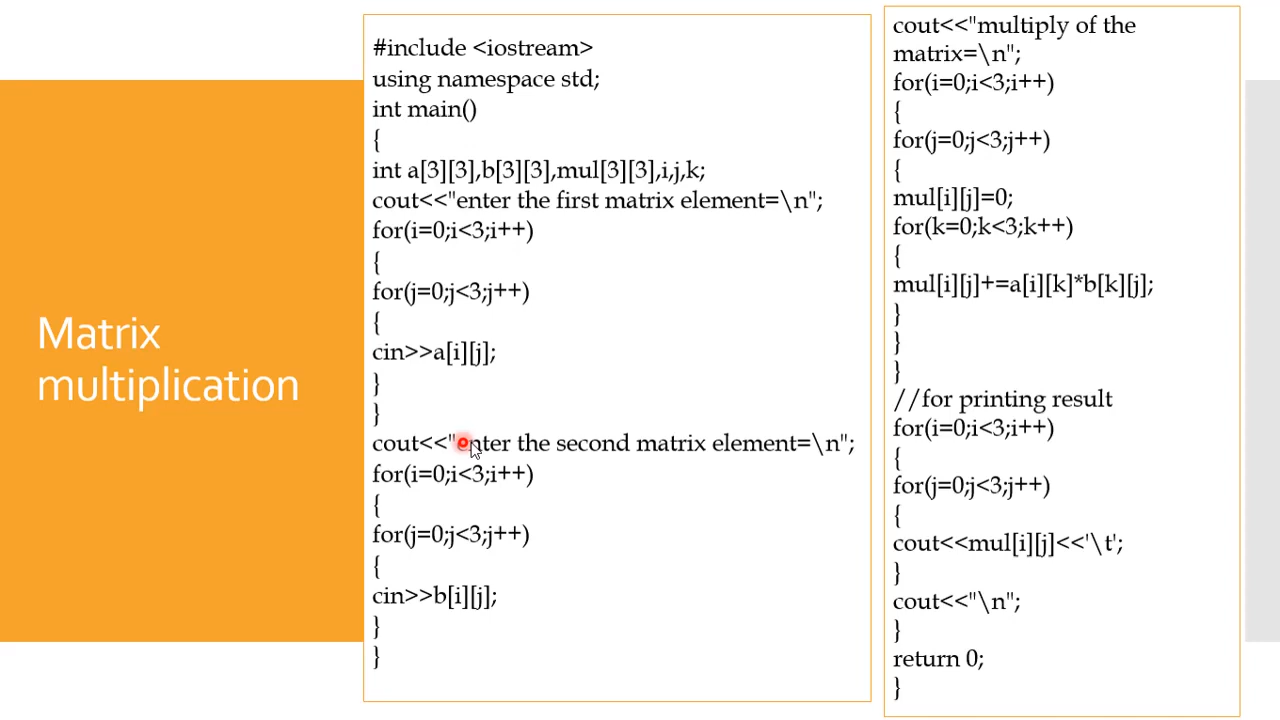 Matrix
multiplication
#include <iostream>
using namespace std;
int main()
{
int a[3][3],b[3][3],mul[3][3],i,j,k;
cout<<"enter the first matrix element=\n";
for(i=0;i<3;i++)
{
for(j=0;j<3;j++)
{
cin>>a[i][j];
}
}
cout<<"enter the second matrix element=\n";
for(i=0;i<3;i++)
{
for(j=0;j<3;j++)
{
cin>>b[i][j];
}
}
cout<<"multiply of the
matrix=\n";
for(i=0;i<3;i++)
{
for(j=0;j<3;j++)
{
mul[i][j]=0;
for(k=0;k<3;k++)
{
mul[i][j]+=a[i][k]*b[k][j];
}
}
}
//for printing result
for(i=0;i<3;i++)
{
for(j=0;j<3;j++)
{
cout<<mul[i][j]<<'\t';
}
cout<<"\n";
}
return 0;
}